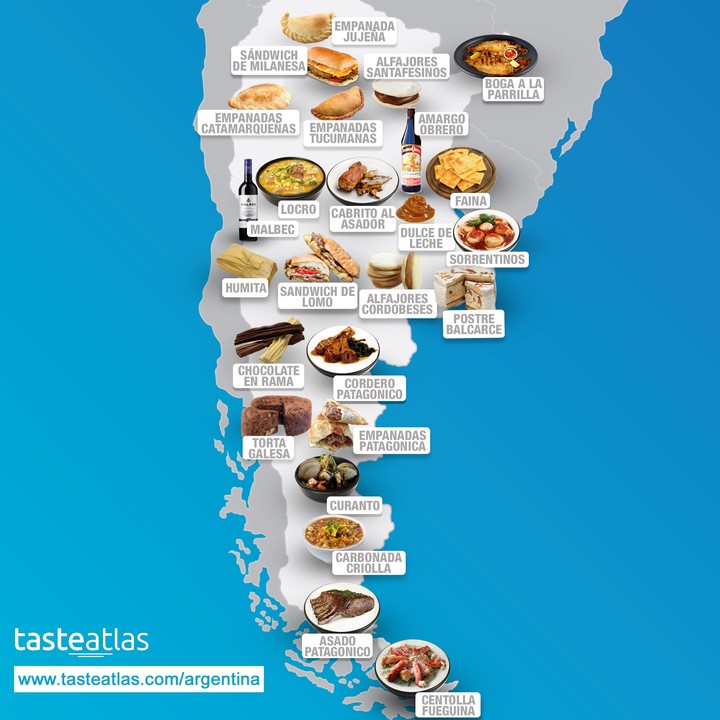 EMPANADA
JUJEÑA
SÁNDWICH
DE MILANESA
ALFAJORES
SANTAFESINOS
BOGA A LA
PARRILLA
EMPANADAS
CATAMARQUEÑAS
EMPANADAS
TUCUMANAS
AMARGO
OBRERO
LOCRO
CABRITO AL
ASADOR
FAINA
MALBEC
MALBEC
DULCE DE
LECHE
SORRENTINOS
HUMITA
SANDWICH DE
LOMO
ALFAJORES
CORDOBESES
POSTRE
BALCARCE
CHOCOLATE
EN RAMA
CORDERO
PATAGÓNICO
TORTA
GALESA
EMPANADAS
PATAGONICA
CURANTO
CARBONADA
CRIOLLA
ASADO
PATAGONICO
CENTOLLA
FUEGUINA
tasteatlas
www.tasteatlas.com/argentina